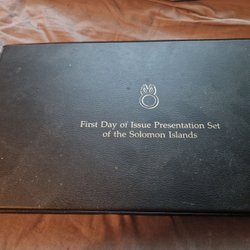 First Day of Issue Presentation Set
of the Solomon Islands